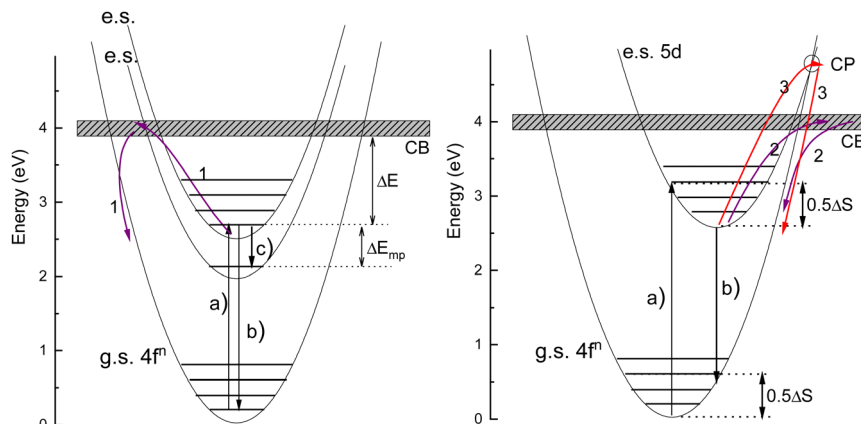 e.s.
e.s.
5
4
3
2
1
0
Energy (eV)
CB
1
1
ΔE
ΔEmp
c)
a)
b)
g.s. 4fⁿ
e.s. 5d
CP
3
3
4
3
2
1
0
Energy (eV)
CB
2
2
0.5ΔS
a)
b)
g.s. 4fⁿ
0.5ΔS